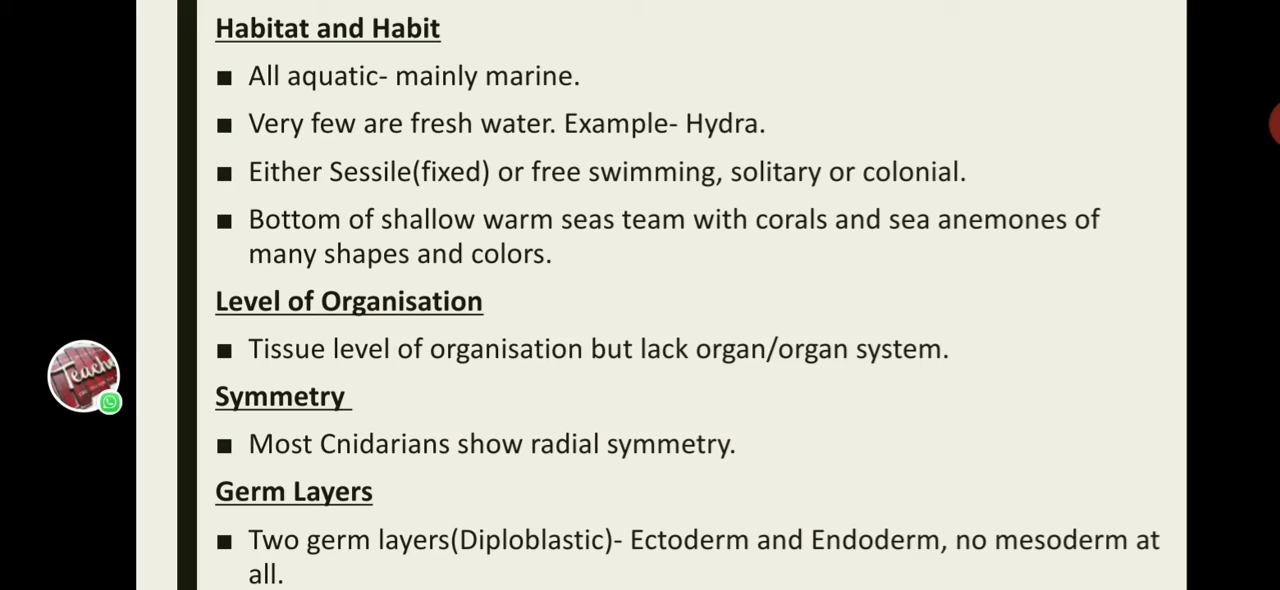 Habitat and Habit
■ All aquatic- mainly marine.
■ Very few are fresh water. Example- Hydra.
■ Either Sessile(fixed) or free swimming, solitary or colonial.
■ Bottom of shallow warm seas team with corals and sea anemones of
many shapes and colors.
Level of Organisation
■ Tissue level of organisation but lack organ/organ system.
Symmetry
■ Most Cnidarians show radial symmetry.
Germ Layers
■ Two germ layers(Diploblastic)- Ectoderm and Endoderm, no mesoderm at
all.